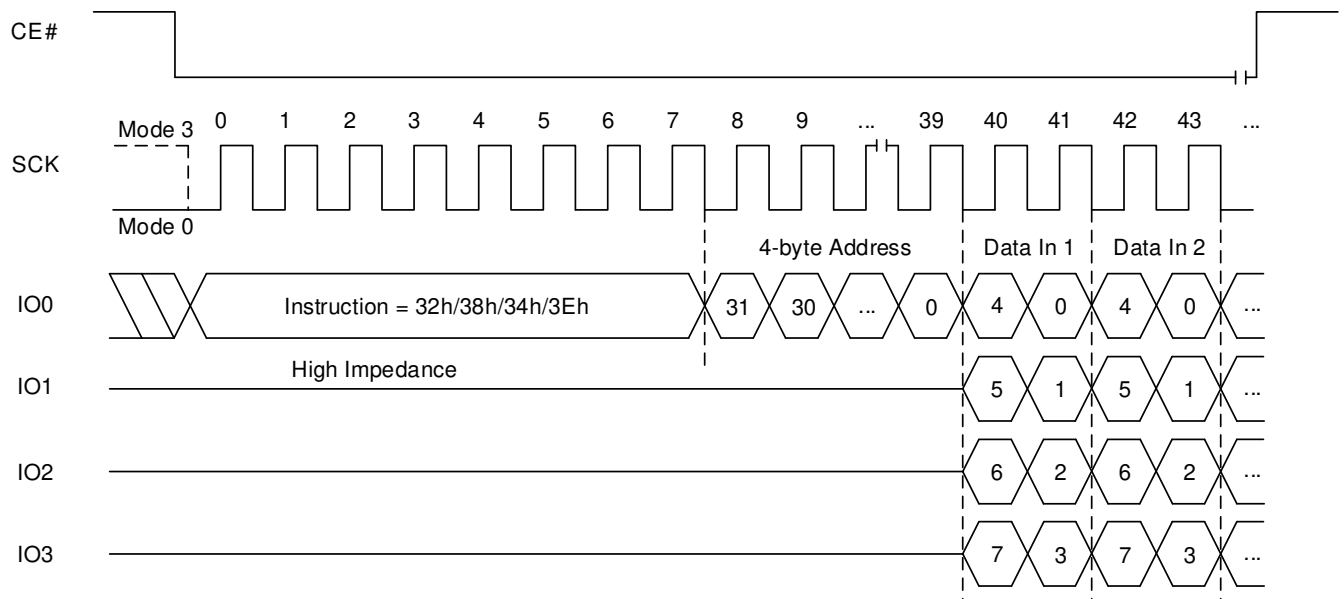 CE#
Mode 3 0 1 2 3 4 5 6 7 8 9 ... 39 40 41 42 43 ...
SCK
Mode 0
4-byte Address Data In 1 Data In 2
IO0 Instruction = 32h/38h/34h/3Eh 31 30 ... 0 4 0 4 0 ...
High Impedance
IO1 5 1 5 1 ...
IO2 6 2 6 2 ...
IO3 7 3 7 3 ...